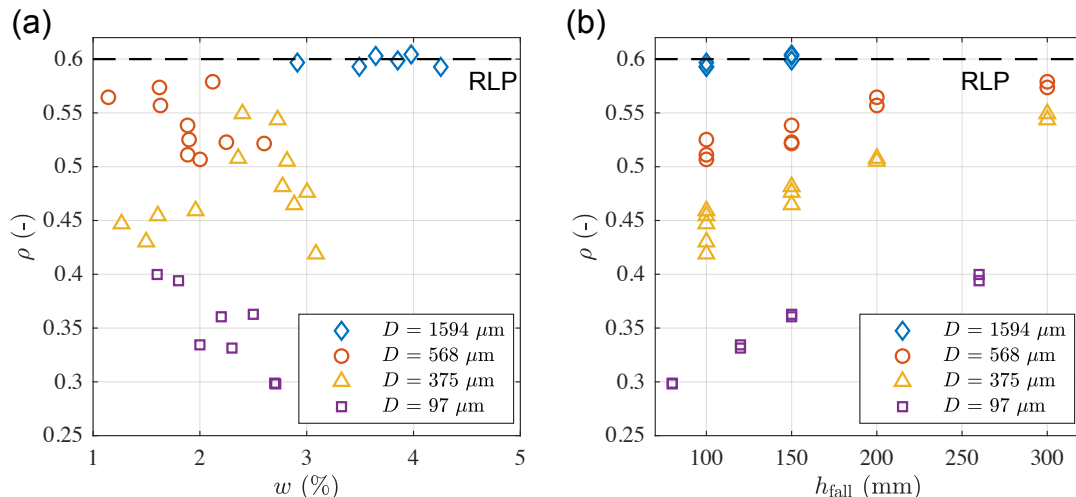 (a)
0.6
0.55
0.5
0.45
0.4
0.35
0.3
0.25
ρ (-)
RLP
D = 1594 μm
D = 568 μm
D = 375 μm
D = 97 μm
1 2 3 4 5
w (%)
(b)
0.6
0.55
0.5
0.45
0.4
0.35
0.3
0.25
ρ (-)
RLP
D = 1594 μm
D = 568 μm
D = 375 μm
D = 97 μm
100 150 200 250 300
h_fall (mm)